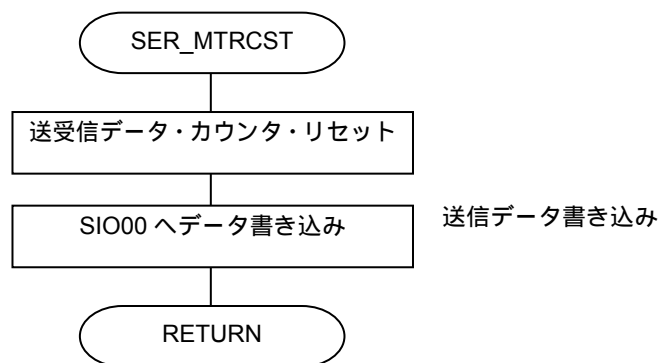 SER_MTRCST
送受信データ・カウンタ・リセット
SIO00 へデータ書き込み
送信データ書き込み
RETURN